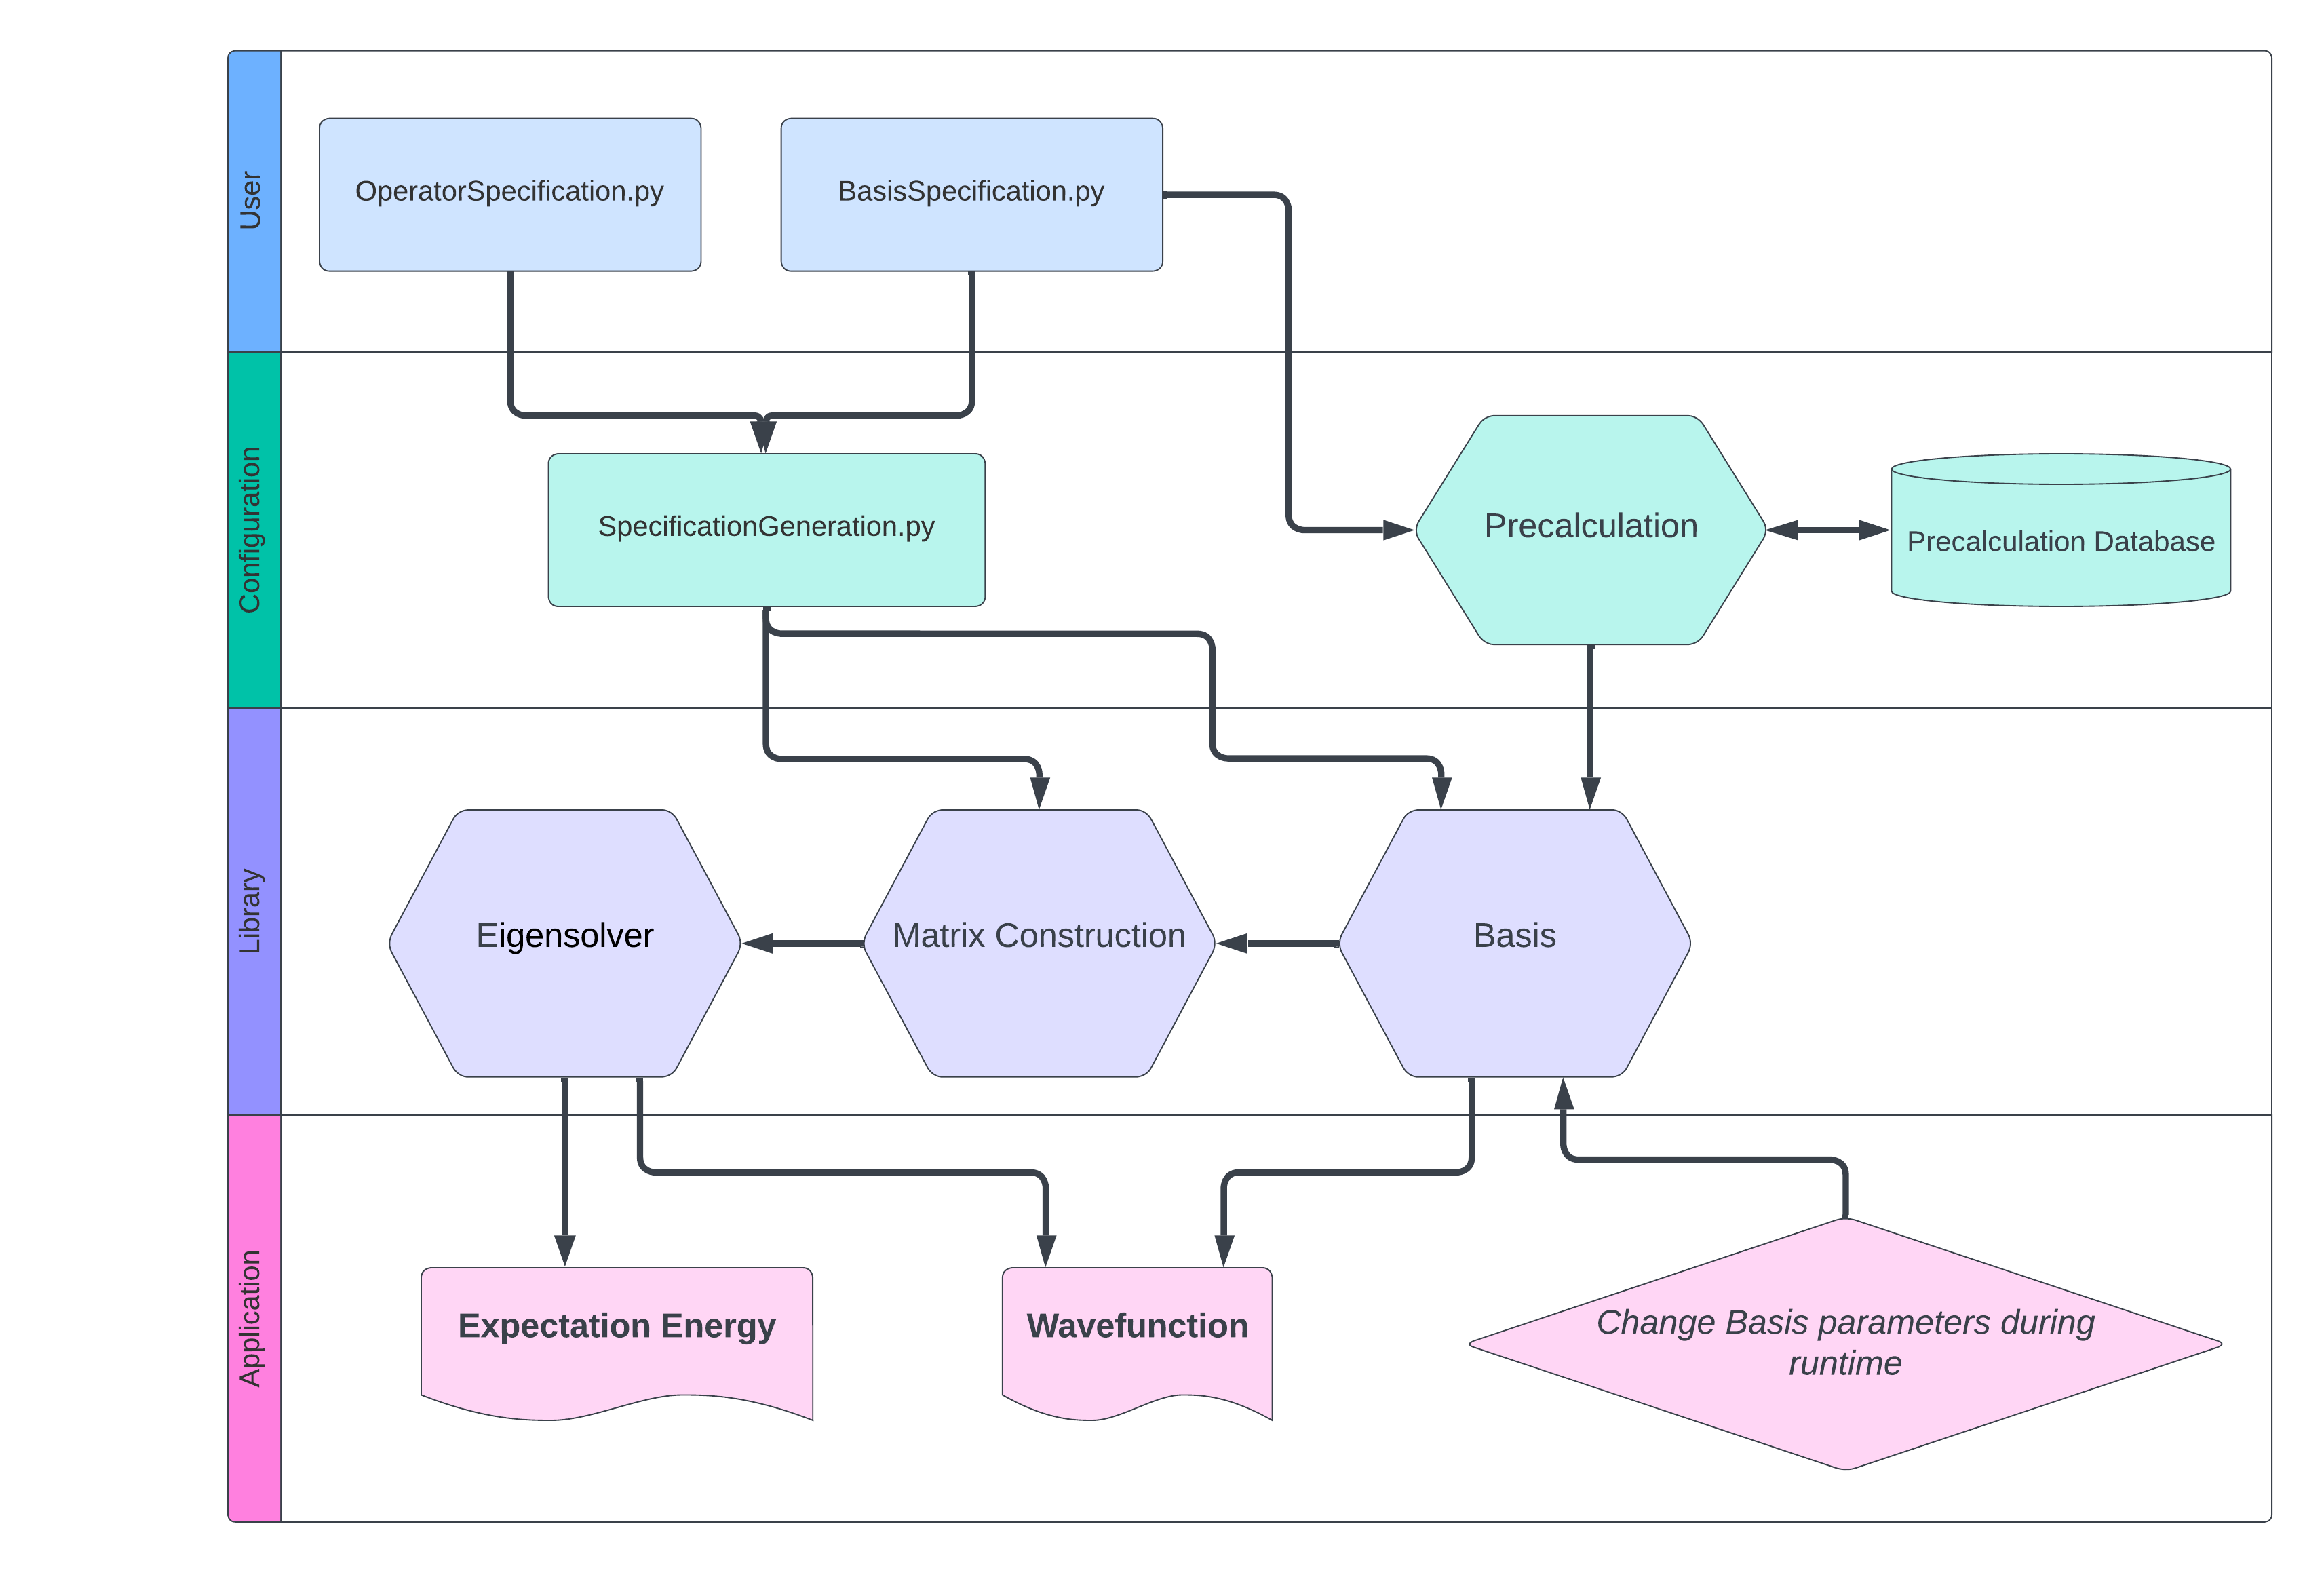 User
OperatorSpecification.py
BasisSpecification.py
Configuration
SpecificationGeneration.py
Precalculation
Precalculation Database
Library
Eigensolver
Matrix Construction
Basis
Application
Expectation Energy
Wavefunction
Change Basis parameters during
runtime